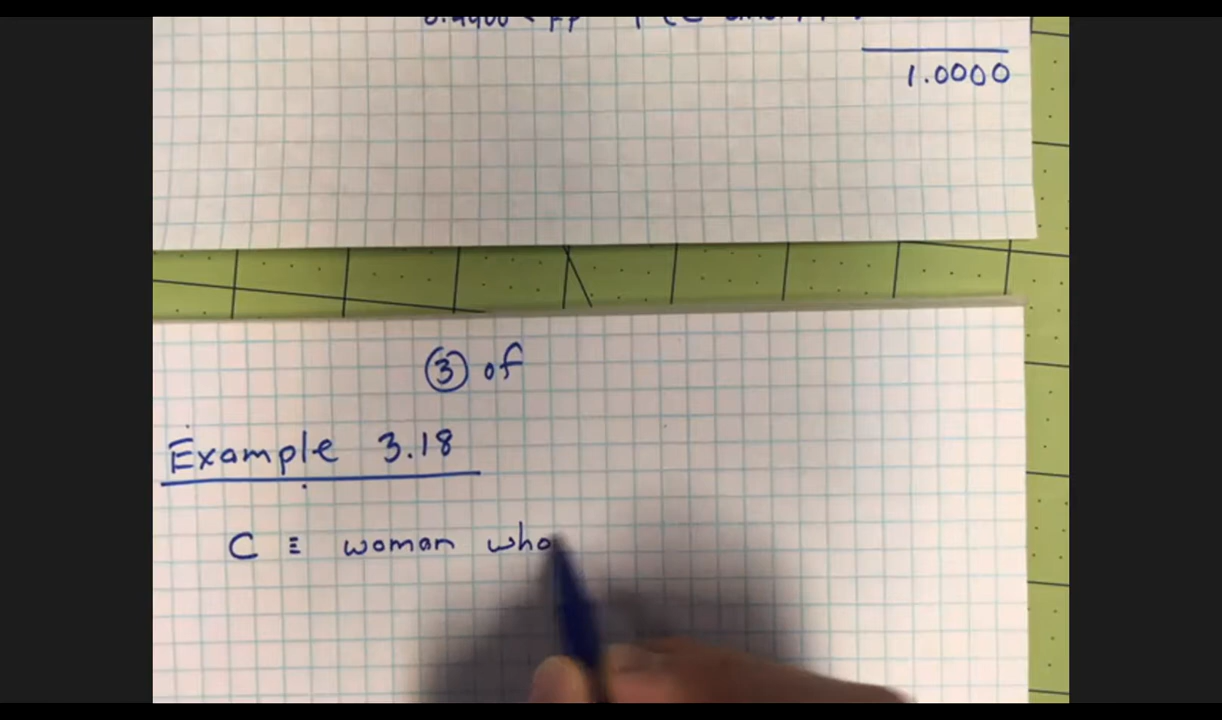 1.0000
③ of
Example 3.18
C ≡ woman who